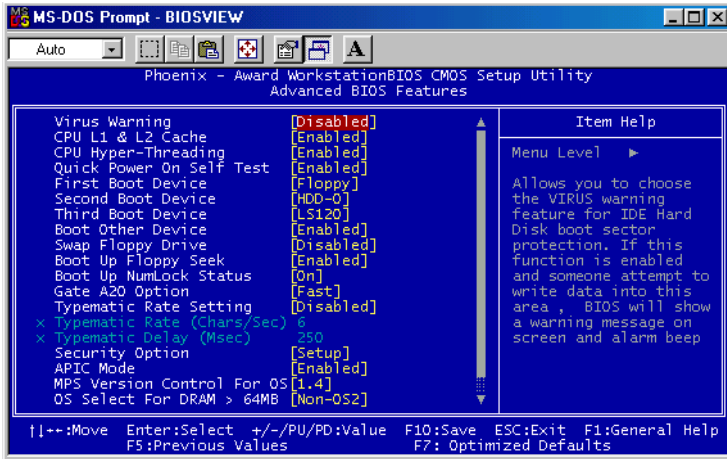 MS-DOS Prompt - BIOSVIEW
Auto
A
Phoenix - Award WorkstationBIOS CMOS Setup Utility
Advanced BIOS Features
Virus Warning [Disabled]
CPU L1 & L2 Cache [Enabled]
CPU Hyper-Threading [Enabled]
Quick Power On Self Test [Enabled]
First Boot Device [Floppy]
Second Boot Device [HDD-0]
Third Boot Device [LS120]
Boot Other Device [Enabled]
Swap Floppy Drive [Disabled]
Boot Up Floppy Seek [Enabled]
Boot Up NumLock Status [On]
Gate A20 Option [Fast]
Typematic Rate Setting [Disabled]
× Typematic Rate (Chars/Sec) 6
× Typematic Delay (Msec) 250
Security Option [Setup]
APIC Mode [Enabled]
MPS Version Control For OS[1.4]
OS Select For DRAM > 64MB [Non-OS2]
Item Help
Menu Level ►
Allows you to choose
the VIRUS warning
feature for IDE Hard
Disk boot sector
protection. If this
function is enabled
and someone attempt to
write data into this
area , BIOS will show
a warning message on
screen and alarm beep
↑↓←→:Move Enter:Select +/-/PU/PD:Value F10:Save ESC:Exit F1:General Help
F5:Previous Values F7: Optimized Defaults